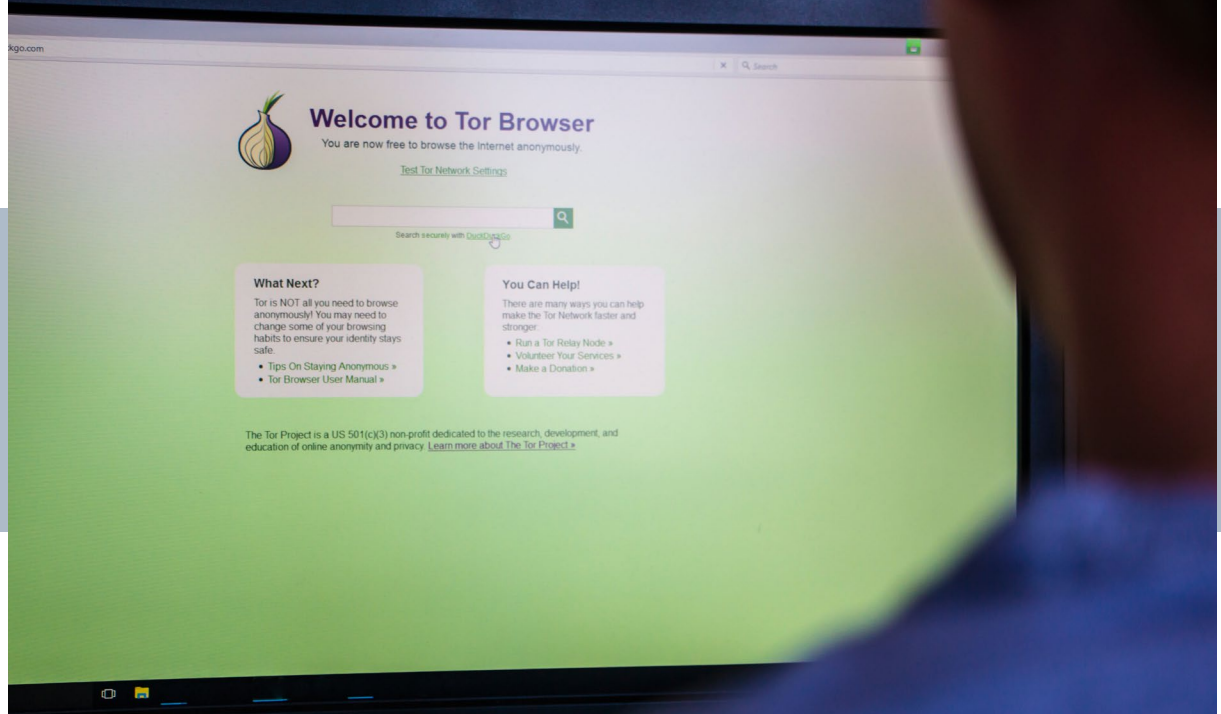 kgo.com
Search
Welcome to Tor Browser
You are now free to browse the Internet anonymously.
Test Tor Network Settings
Search securely with DuckDuckGo.
What Next?
Tor is NOT all you need to browse
anonymously! You may need to
change some of your browsing
habits to ensure your identity stays
safe.
• Tips On Staying Anonymous »
• Tor Browser User Manual »
You Can Help!
There are many ways you can help
make the Tor Network faster and
stronger:
• Run a Tor Relay Node »
• Volunteer Your Services »
• Make a Donation »
The Tor Project is a US 501(c)(3) non-profit dedicated to the research, development, and
education of online anonymity and privacy. Learn more about The Tor Project »